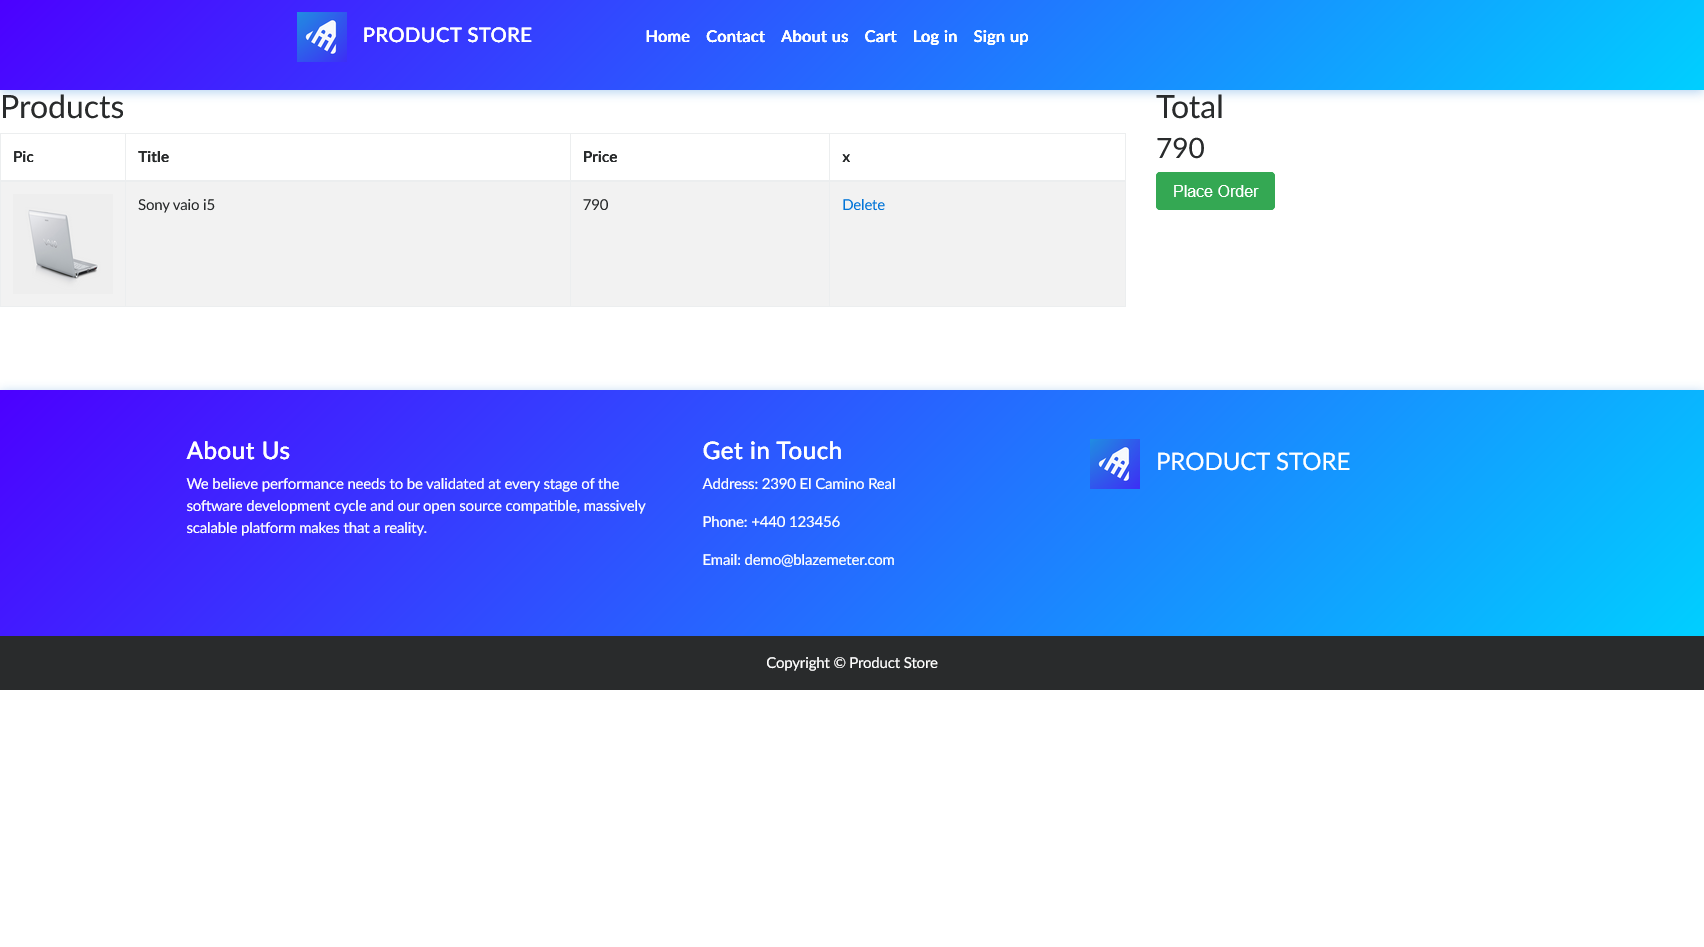 PRODUCT STORE
Home Contact About us Cart Log in Sign up
Products
Pic Title Price x
Sony vaio i5 790 Delete
Total
790
Place Order
About Us
We believe performance needs to be validated at every stage of the
software development cycle and our open source compatible, massively
scalable platform makes that a reality.
Get in Touch
Address: 2390 El Camino Real
Phone: +440 123456
Email: demo@blazemeter.com
PRODUCT STORE
Copyright © Product Store